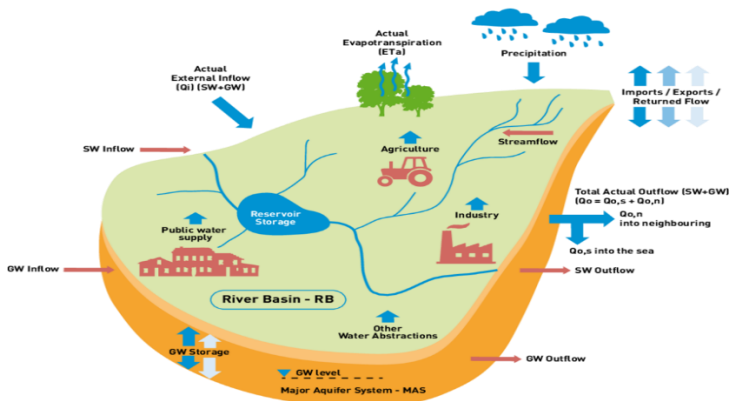 Actual
Evapotranspiration
(ETa)
Precipitation
Actual
External Inflow
(Qi) (SW+GW)
Imports / Exports /
Returned Flow
SW Inflow
Agriculture
Streamflow
Total Actual Outflow (SW+GW)
(Qo = Qo,s + Qo,n)
Reservoir
Storage
Industry
Qo,n
into neighbouring
Public water
supply
Qo,s into the sea
GW Inflow
SW Outflow
River Basin - RB
Other
Water Abstractions
GW Storage
GW Outflow
GW level
Major Aquifer System - MAS